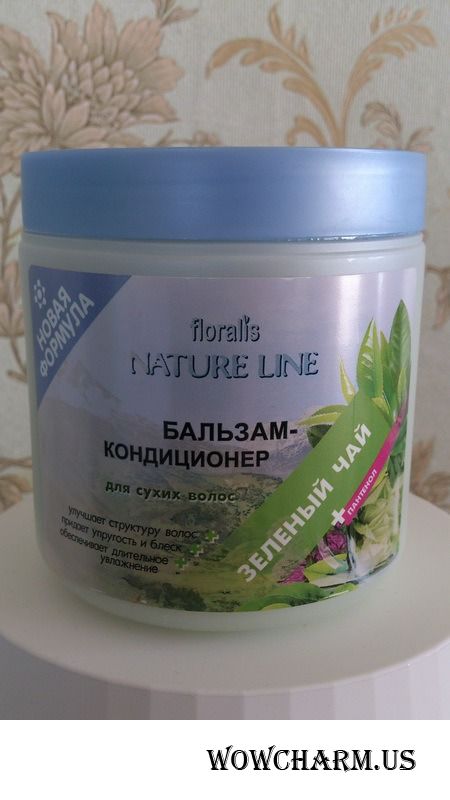 НОВАЯ
ФОРМУЛА
floralis
NATURE LINE
БАЛЬЗАМ-
КОНДИЦИОНЕР
для сухих волос
улучшает структуру волос
придает упругость и блеск
обеспечивает длительное
увлажнение
ЗЕЛЕНЫЙ ЧАЙ
+ ПАНТЕНОЛ
WOWCHARM.US